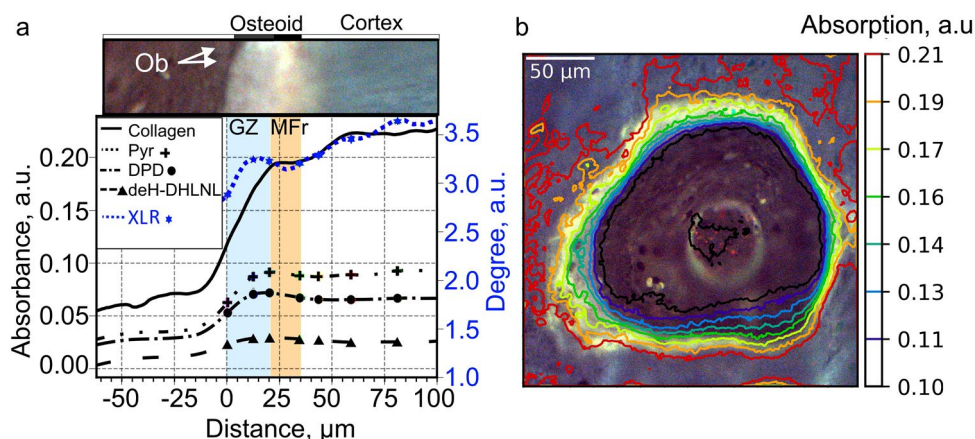 a
Osteoid
Cortex
Ob
GZ
MFr
Collagen
Pyr
DPD
deH-DHLNL
XLR
Absorbance, a.u.
0.20
0.15
0.10
0.05
0.00
Degree, a.u.
3.5
3.0
2.5
2.0
1.5
1.0
-50
-25
0
25
50
75
100
Distance, µm
b
Absorption, a.u
50 µm
0.21
0.19
0.17
0.16
0.14
0.13
0.11
0.10